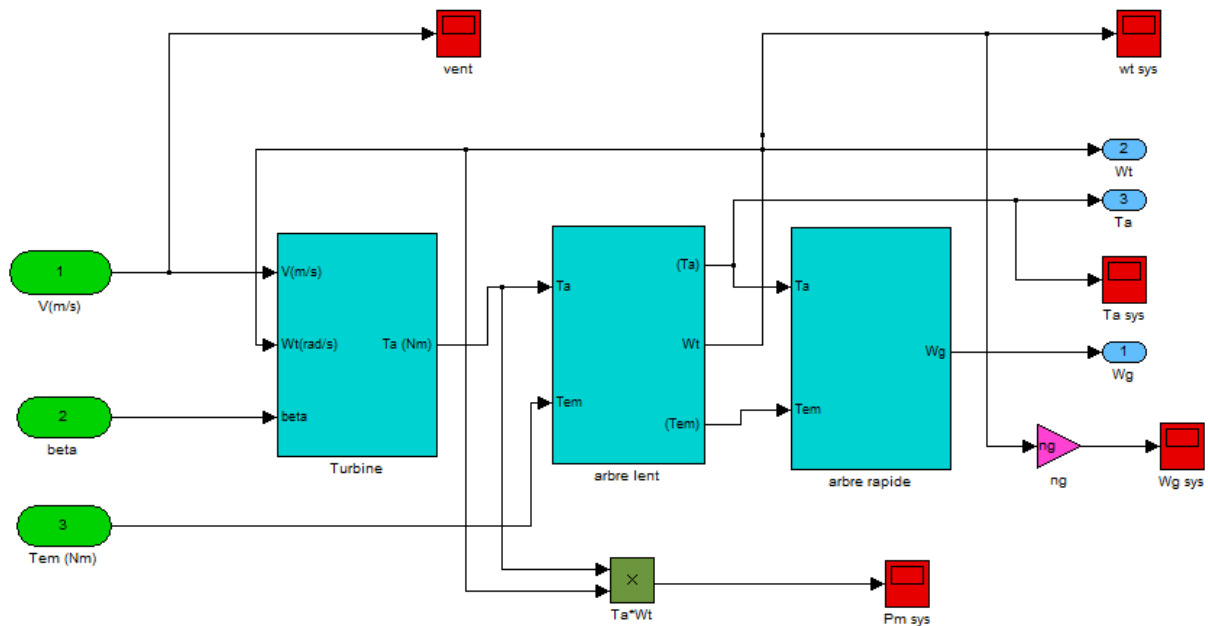 vent
wt sys
2
Wt
3
Ta
1
V(m/s)
V(m/s)
Wt(rad/s)
Ta (Nm)
beta
Turbine
Ta
(Ta)
Wt
Tem
(Tem)
arbre lent
Ta
Wg
Tem
arbre rapide
Ta sys
1
Wg
2
beta
ng
ng
Wg sys
3
Tem (Nm)
×
Ta*Wt
Pm sys